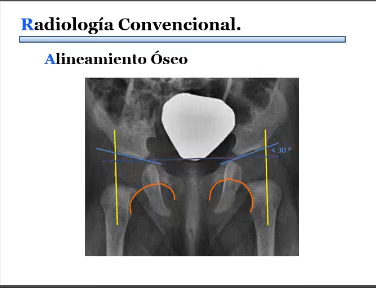 Radiología Convencional.
Alineamiento Óseo
< 30 º